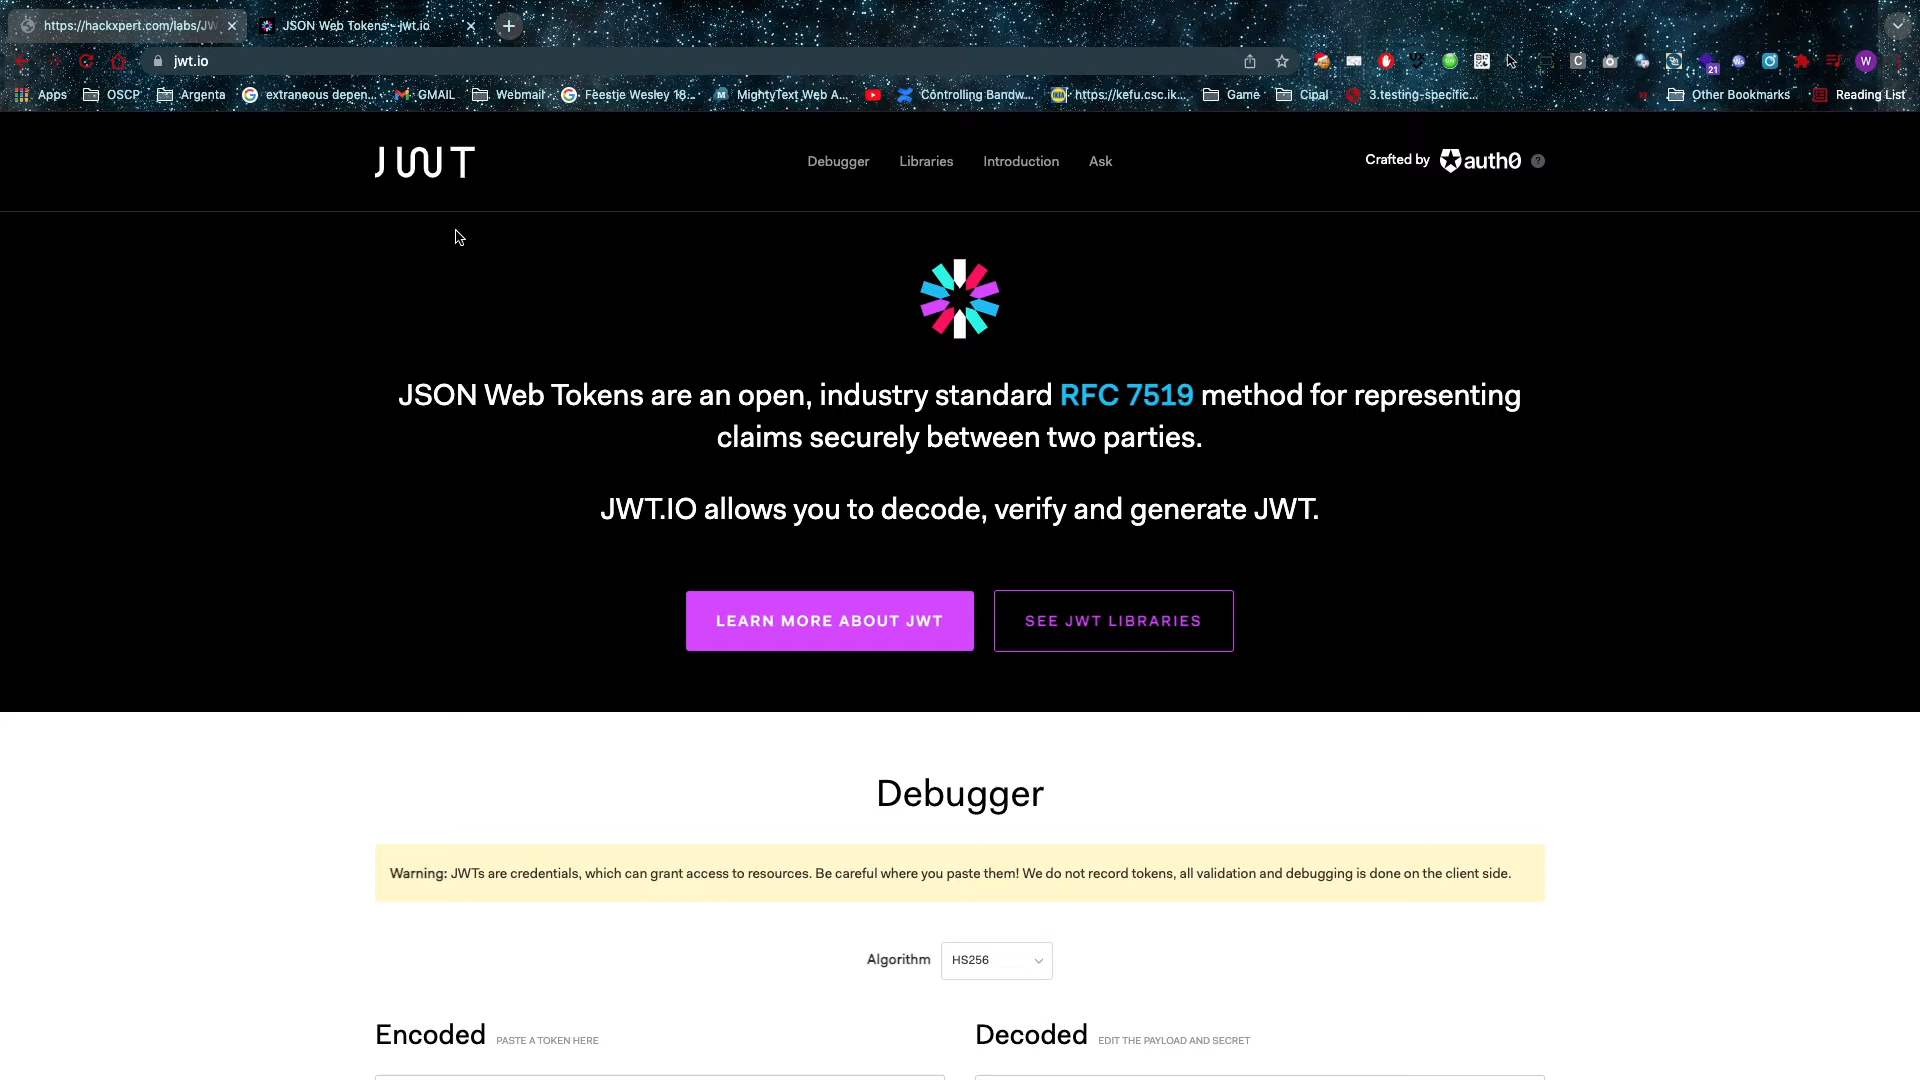 https://hackxpert.com/labs/JW
JSON Web Tokens - jwt.io
jwt.io
21
W
Apps
OSCP
Argenta
extraneous depen...
GMAIL
Webmail
Feestje Wesley 18...
MightyText Web A...
Controlling Bandw...
https://kefu.csc.ik...
Game
Cipal
3.testing-specific...
Other Bookmarks
Reading List
JWT
Debugger
Libraries
Introduction
Ask
Crafted by auth0 ?
JSON Web Tokens are an open, industry standard RFC 7519 method for representing
claims securely between two parties.
JWT.IO allows you to decode, verify and generate JWT.
LEARN MORE ABOUT JWT
SEE JWT LIBRARIES
Debugger
Warning: JWTs are credentials, which can grant access to resources. Be careful where you paste them! We do not record tokens, all validation and debugging is done on the client side.
Algorithm HS256
Encoded PASTE A TOKEN HERE
Decoded EDIT THE PAYLOAD AND SECRET